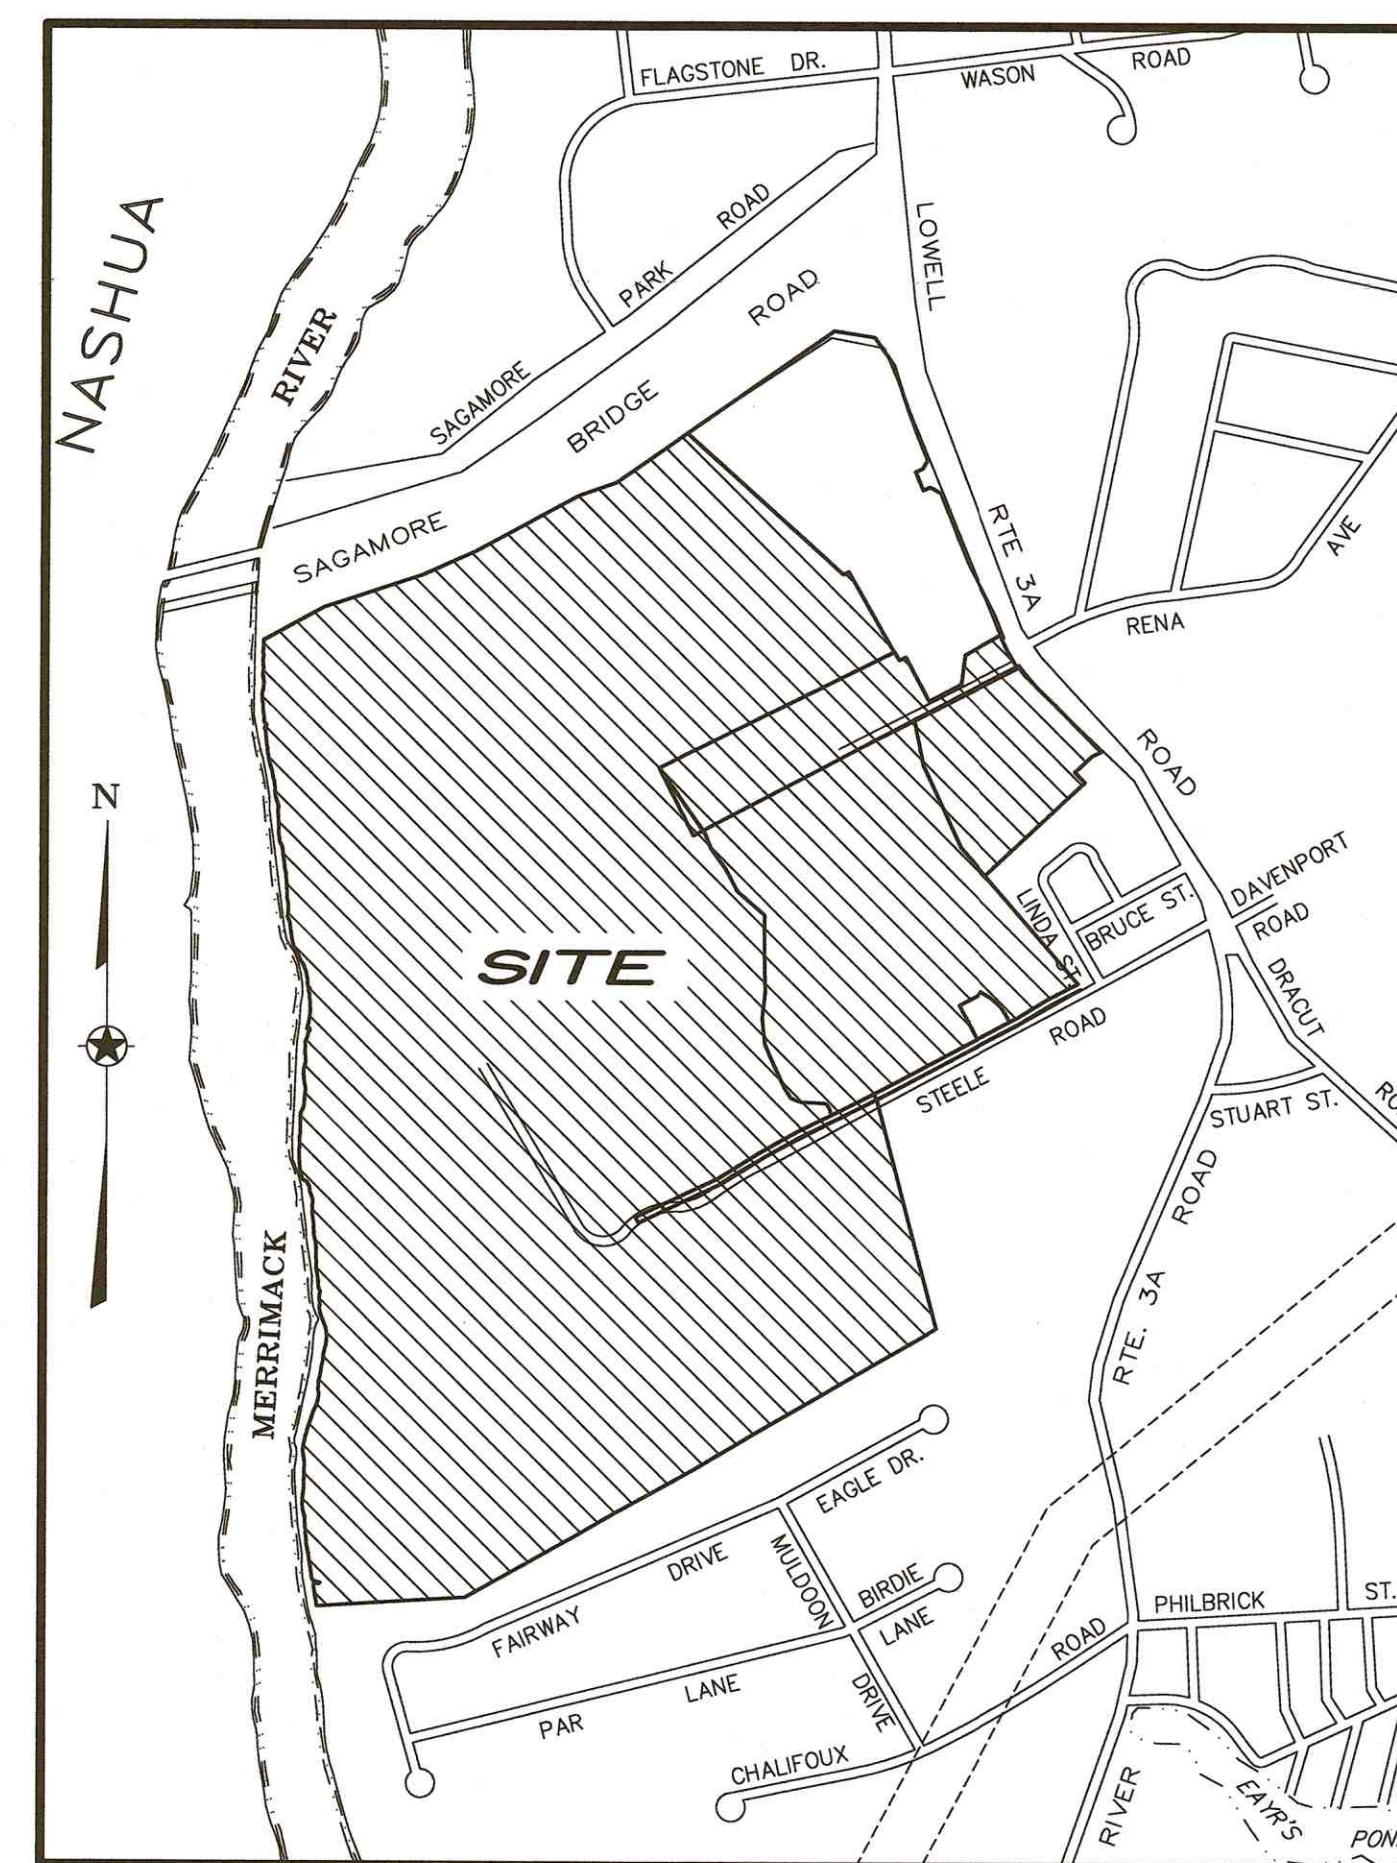 FLAGSTONE DR.
WASON ROAD
NASHUA
RIVER
SAGAMORE PARK ROAD
LOWELL ROAD
SAGAMORE BRIDGE ROAD
RTE 3A
RENA AVE
N
SITE
DAVENPORT ROAD
BRUCE ST.
LINDA ST.
DRACUT
RO
STEELE ROAD
STUART ST.
MERRIMACK
RTE. 3A
ROAD
EAGLE DR.
FAIRWAY DRIVE
MULDOON DRIVE
BIRDIE LANE
PAR LANE
CHALIFOUX ROAD
PHILBRICK ST.
RIVER
EAYR'S
PON